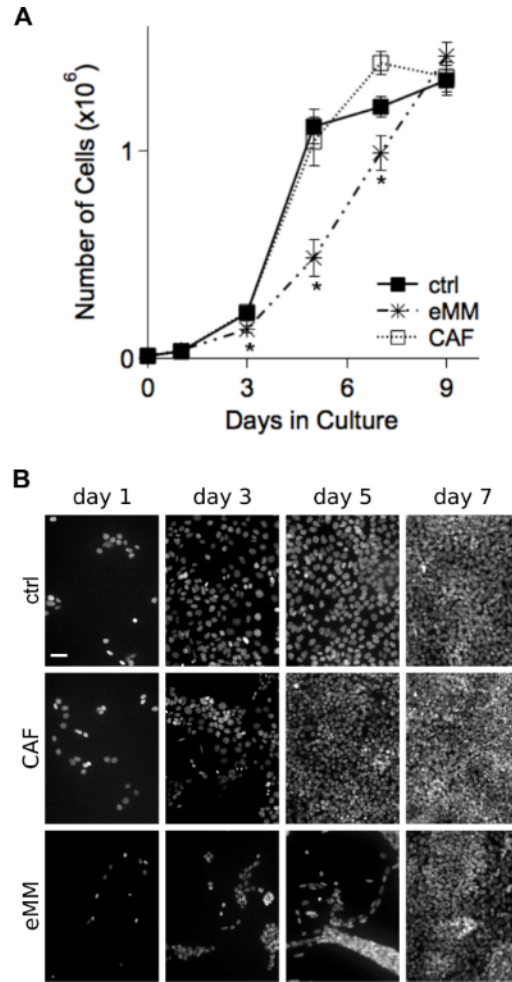 A
Number of Cells (x10⁶)
1
0
ctrl
eMM
CAF
*
*
*
0 3 6 9
Days in Culture
B
day 1 day 3 day 5 day 7
ctrl
CAF
eMM